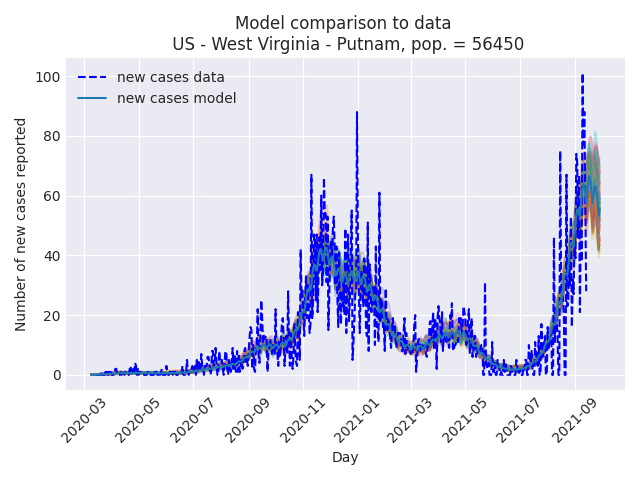 Model comparison to data
US - West Virginia - Putnam, pop. = 56450
new cases data
new cases model
Number of new cases reported
100
80
60
40
20
0
2020-03
2020-05
2020-07
2020-09
2020-11
2021-01
2021-03
2021-05
2021-07
2021-09
Day